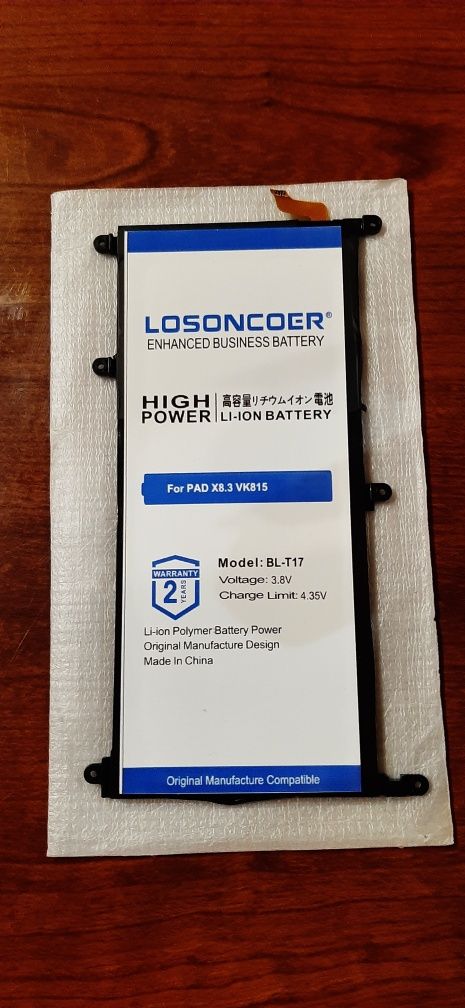 LOSONCOER®
ENHANCED BUSINESS BATTERY
HIGH POWER
高容量リチウムイオン電池
LI-ION BATTERY
For PAD X8.3 VK815
WARRANTY
2 YEARS
Model: BL-T17
Voltage: 3.8V
Charge Limit: 4.35V
Li-ion Polymer Battery Power
Original Manufacture Design
Made In China
Original Manufacture Compatible